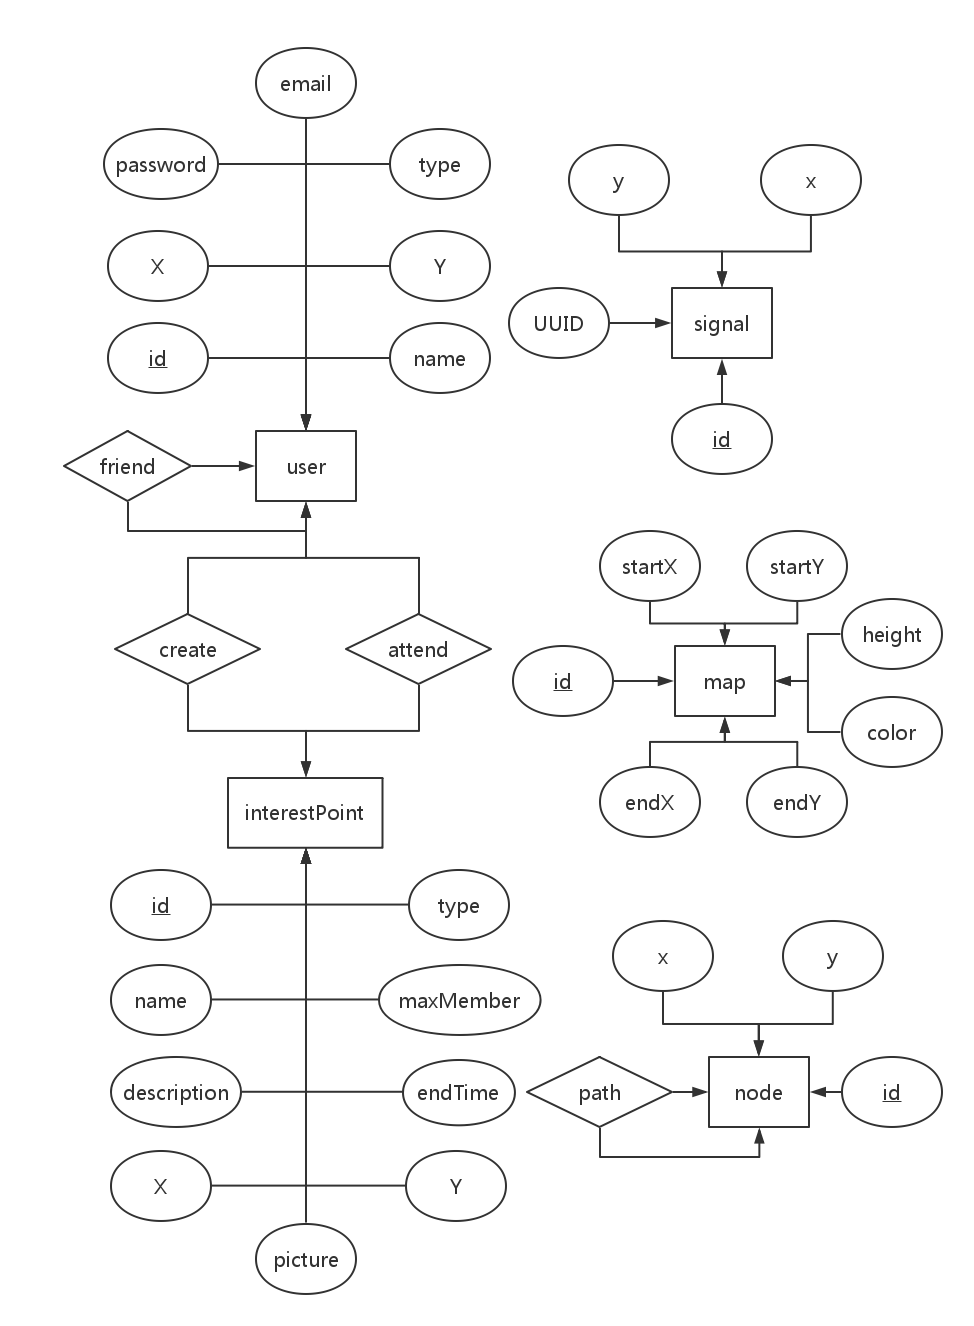 email
password
type
X
Y
id
name
friend
user
create
attend
interestPoint
id
type
name
maxMember
description
endTime
X
Y
picture
y
x
UUID
signal
id
startX
startY
height
id
map
color
endX
endY
x
y
path
node
id